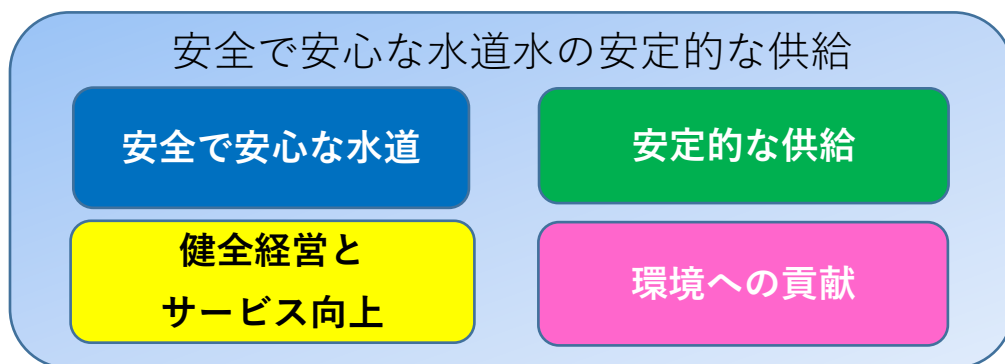 安全で安心な水道水の安定的な供給
安全で安心な水道
安定的な供給
健全経営と
サービス向上
環境への貢献